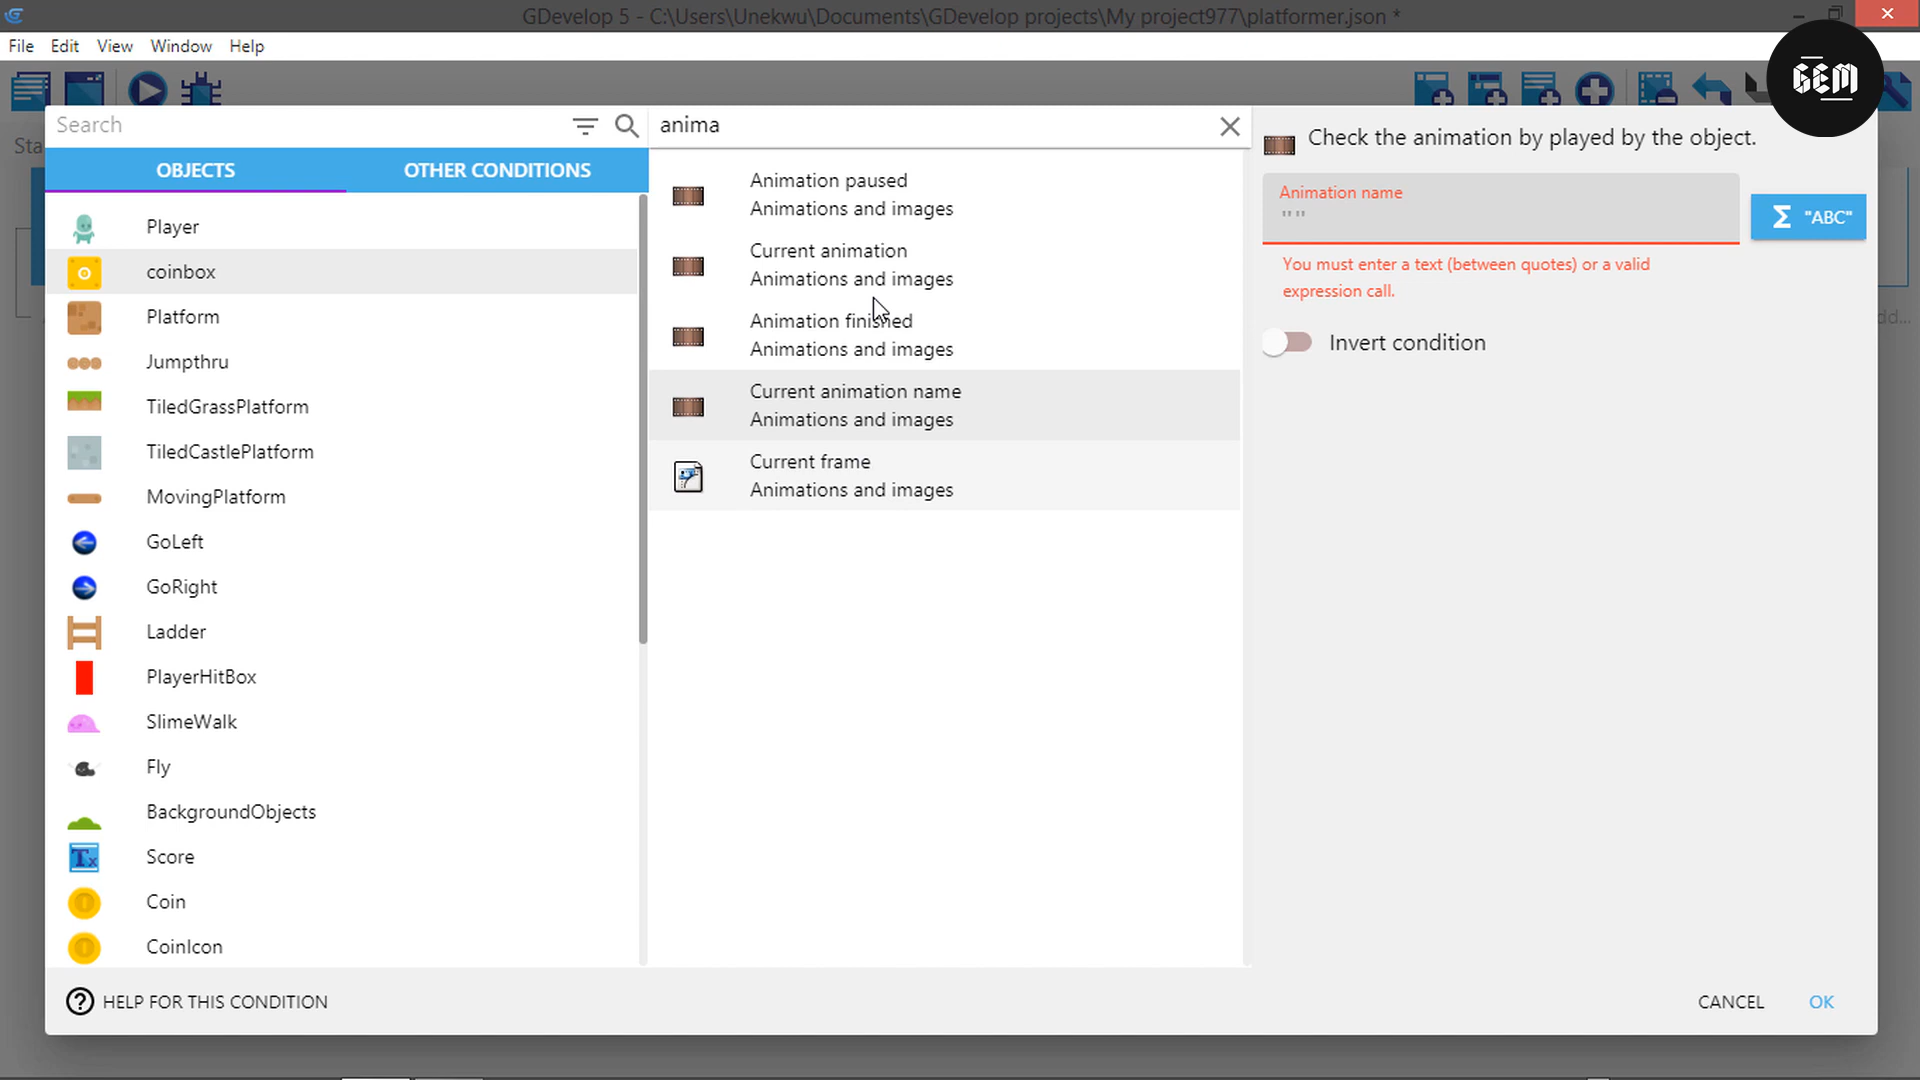 GDevelop 5 - C:\Users\Unekwu\Documents\GDevelop projects\My project977\platformer.json *
File Edit View Window Help
GEM
Sta
Search
anima
OBJECTS
OTHER CONDITIONS
Player
coinbox
Platform
Jumpthru
TiledGrassPlatform
TiledCastlePlatform
MovingPlatform
GoLeft
GoRight
Ladder
PlayerHitBox
SlimeWalk
Fly
BackgroundObjects
Tx
Score
Coin
CoinIcon
Animation paused
Animations and images
Current animation
Animations and images
Animation finished
Animations and images
Current animation name
Animations and images
Current frame
Animations and images
Check the animation by played by the object.
Animation name
""
Σ "ABC"
You must enter a text (between quotes) or a valid
expression call.
Invert condition
dd...
? HELP FOR THIS CONDITION
CANCEL
OK